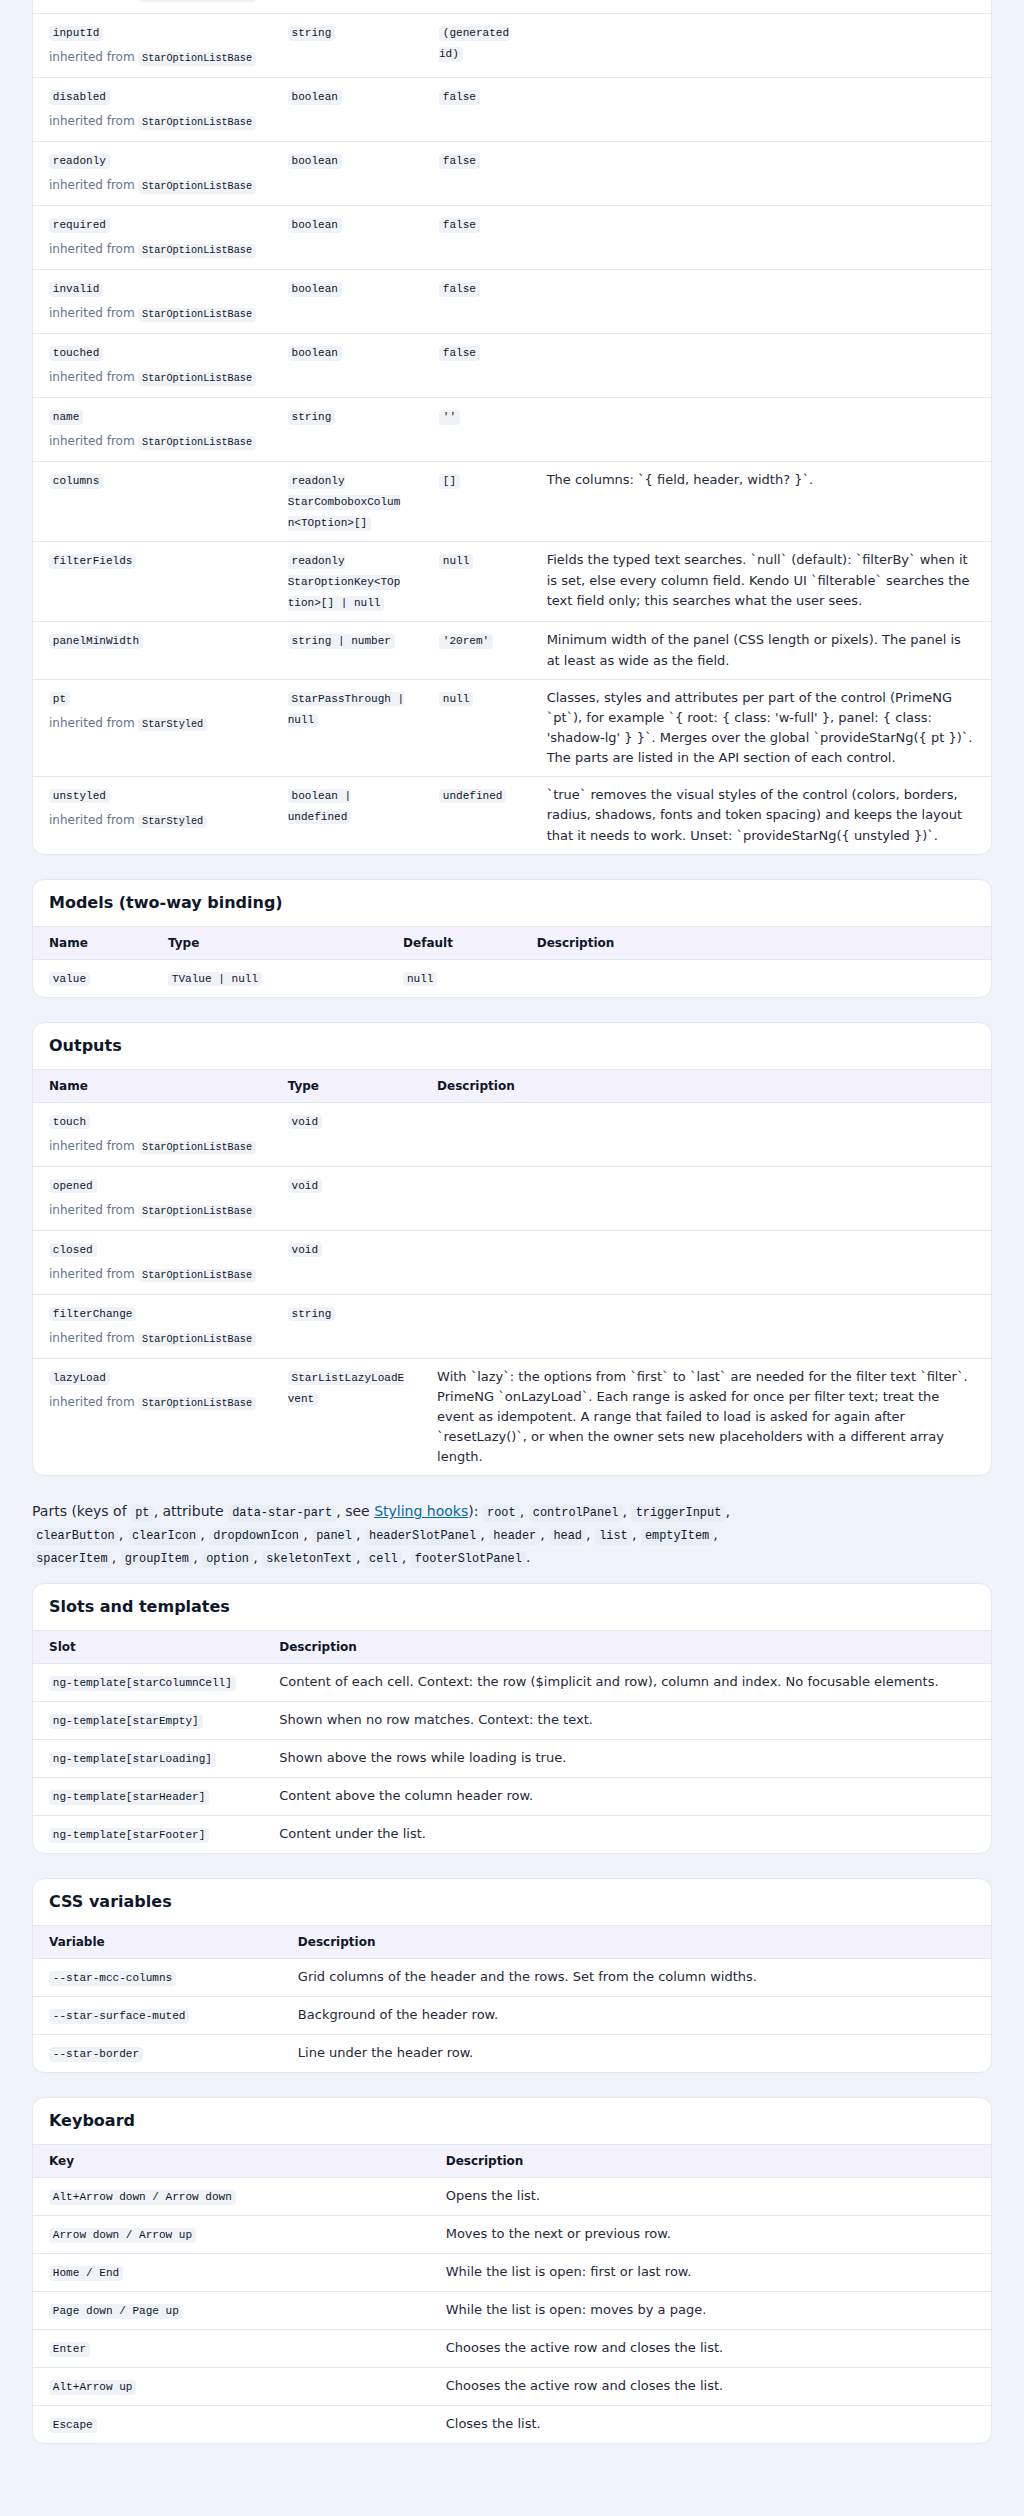 inputId string (generated
id)
inherited from StarOptionListBase
disabled boolean false
inherited from StarOptionListBase
readonly boolean false
inherited from StarOptionListBase
required boolean false
inherited from StarOptionListBase
invalid boolean false
inherited from StarOptionListBase
touched boolean false
inherited from StarOptionListBase
name string ''
inherited from StarOptionListBase
columns readonly [] The columns: `{ field, header, width? }`.
StarComboboxColum
n<TOption>[]
filterFields readonly null Fields the typed text searches. `null` (default): `filterBy` when it
StarOptionKey<TOp is set, else every column field. Kendo UI `filterable` searches the
tion>[] | null text field only; this searches what the user sees.
panelMinWidth string | number '20rem' Minimum width of the panel (CSS length or pixels). The panel is
at least as wide as the field.
pt StarPassThrough | null Classes, styles and attributes per part of the control (PrimeNG
inherited from StarStyled null `pt`), for example `{ root: { class: 'w-full' }, panel: { class:
'shadow-lg' } }`. Merges over the global `provideStarNg({ pt })`.
The parts are listed in the API section of each control.
unstyled boolean | undefined `true` removes the visual styles of the control (colors, borders,
inherited from StarStyled undefined radius, shadows, fonts and token spacing) and keeps the layout
that it needs to work. Unset: `provideStarNg({ unstyled })`.
Models (two-way binding)
Name Type Default Description
value TValue | null null
Outputs
Name Type Description
touch void
inherited from StarOptionListBase
opened void
inherited from StarOptionListBase
closed void
inherited from StarOptionListBase
filterChange string
inherited from StarOptionListBase
lazyLoad StarListLazyLoadE With `lazy`: the options from `first` to `last` are needed for the filter text `filter`.
inherited from StarOptionListBase vent PrimeNG `onLazyLoad`. Each range is asked for once per filter text; treat the
event as idempotent. A range that failed to load is asked for again after
`resetLazy()`, or when the owner sets new placeholders with a different array
length.
Parts (keys of pt, attribute data-star-part, see Styling hooks): root, controlPanel, triggerInput,
clearButton, clearIcon, dropdownIcon, panel, headerSlotPanel, header, head, list, emptyItem,
spacerItem, groupItem, option, skeletonText, cell, footerSlotPanel.
Slots and templates
Slot Description
ng-template[starColumnCell] Content of each cell. Context: the row ($implicit and row), column and index. No focusable elements.
ng-template[starEmpty] Shown when no row matches. Context: the text.
ng-template[starLoading] Shown above the rows while loading is true.
ng-template[starHeader] Content above the column header row.
ng-template[starFooter] Content under the list.
CSS variables
Variable Description
--star-mcc-columns Grid columns of the header and the rows. Set from the column widths.
--star-surface-muted Background of the header row.
--star-border Line under the header row.
Keyboard
Key Description
Alt+Arrow down / Arrow down Opens the list.
Arrow down / Arrow up Moves to the next or previous row.
Home / End While the list is open: first or last row.
Page down / Page up While the list is open: moves by a page.
Enter Chooses the active row and closes the list.
Alt+Arrow up Chooses the active row and closes the list.
Escape Closes the list.